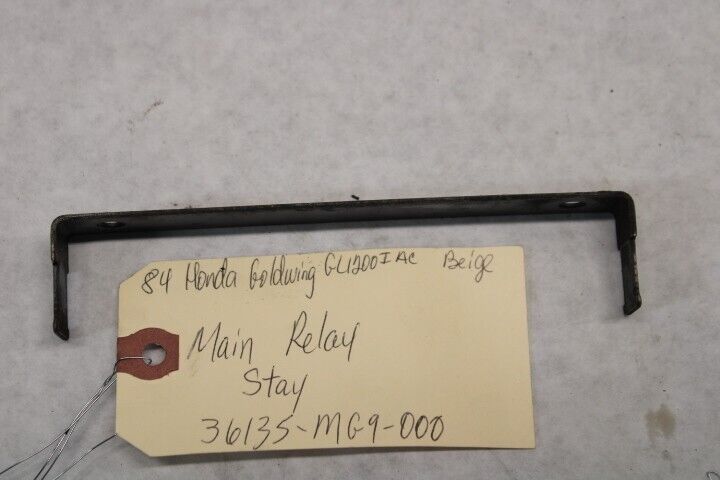 84 Honda Goldwing GL1200I AC Beige
Main Relay
Stay
36135-MG9-000